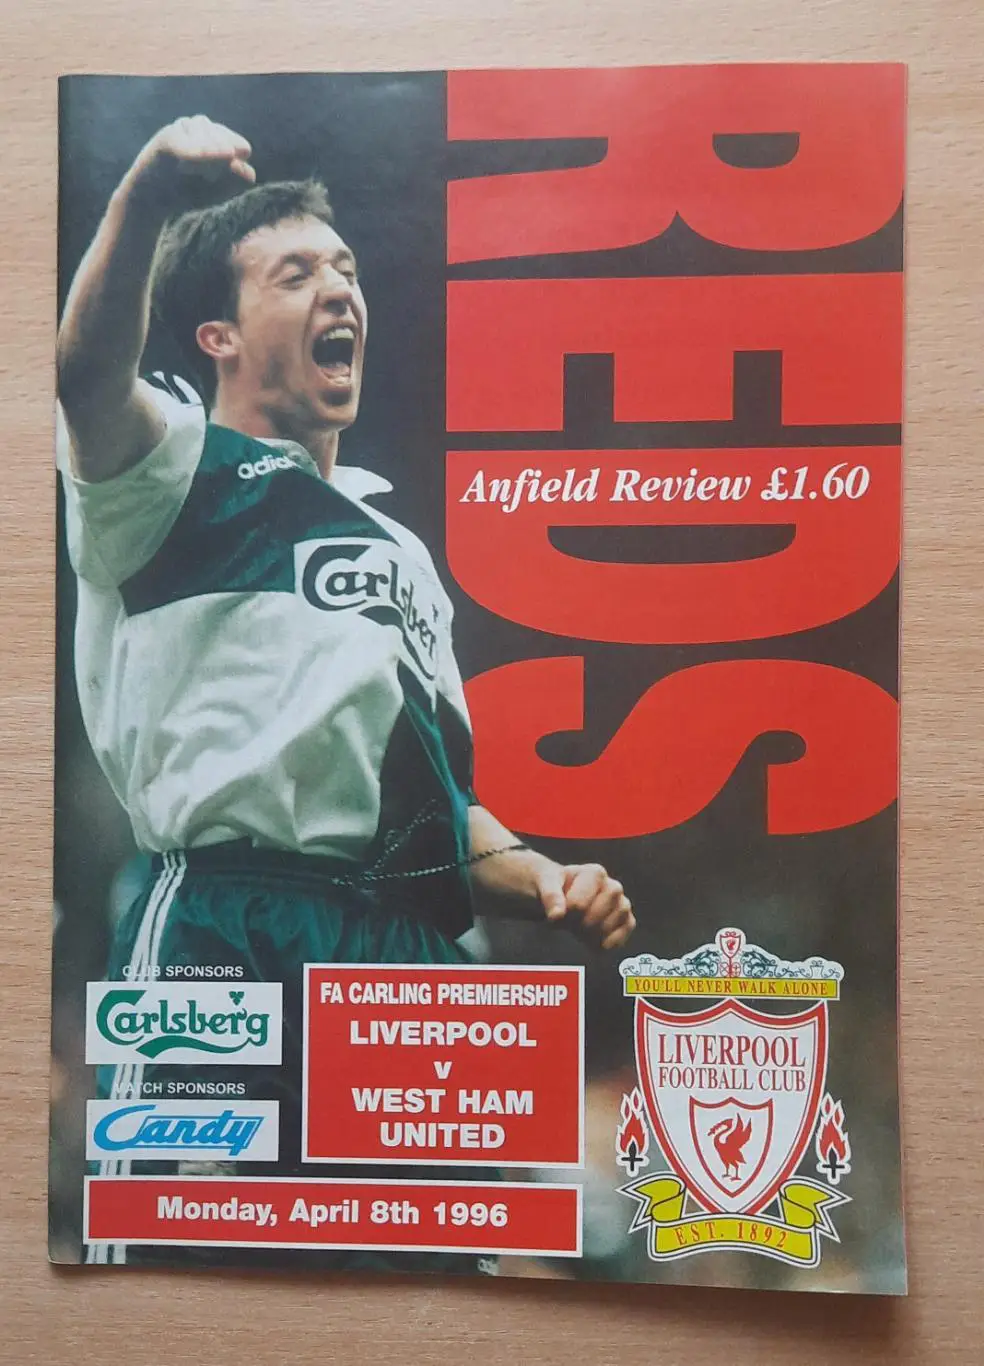 REDS
Anfield Review £1.60
adidas
Carlsberg
CLUB SPONSORS
Carlsberg
MATCH SPONSORS
Candy
FA CARLING PREMIERSHIP
LIVERPOOL
v
WEST HAM
UNITED
Monday, April 8th 1996
YOU'LL NEVER WALK ALONE
LIVERPOOL
FOOTBALL CLUB
EST. 1892